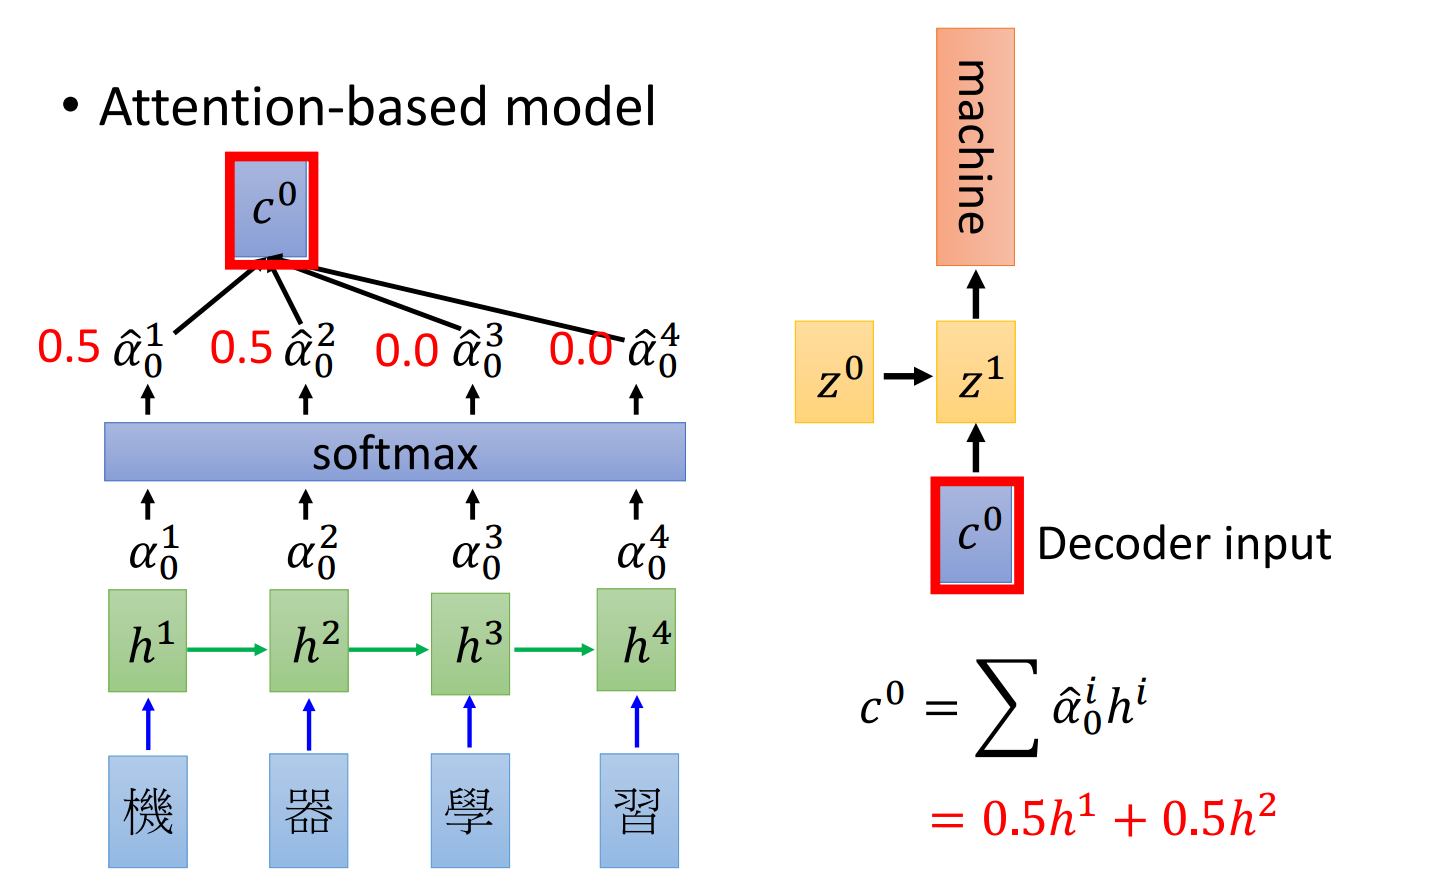 • Attention-based model
c⁰
0.5 α̂₀¹ 0.5 α̂₀² 0.0 α̂₀³ 0.0 α̂₀⁴
softmax
α₀¹ α₀² α₀³ α₀⁴
h¹ h² h³ h⁴
機 器 學 習
machine
z⁰ z¹
c⁰ Decoder input
c⁰ = ∑ α̂₀ⁱhⁱ
= 0.5h¹ + 0.5h²